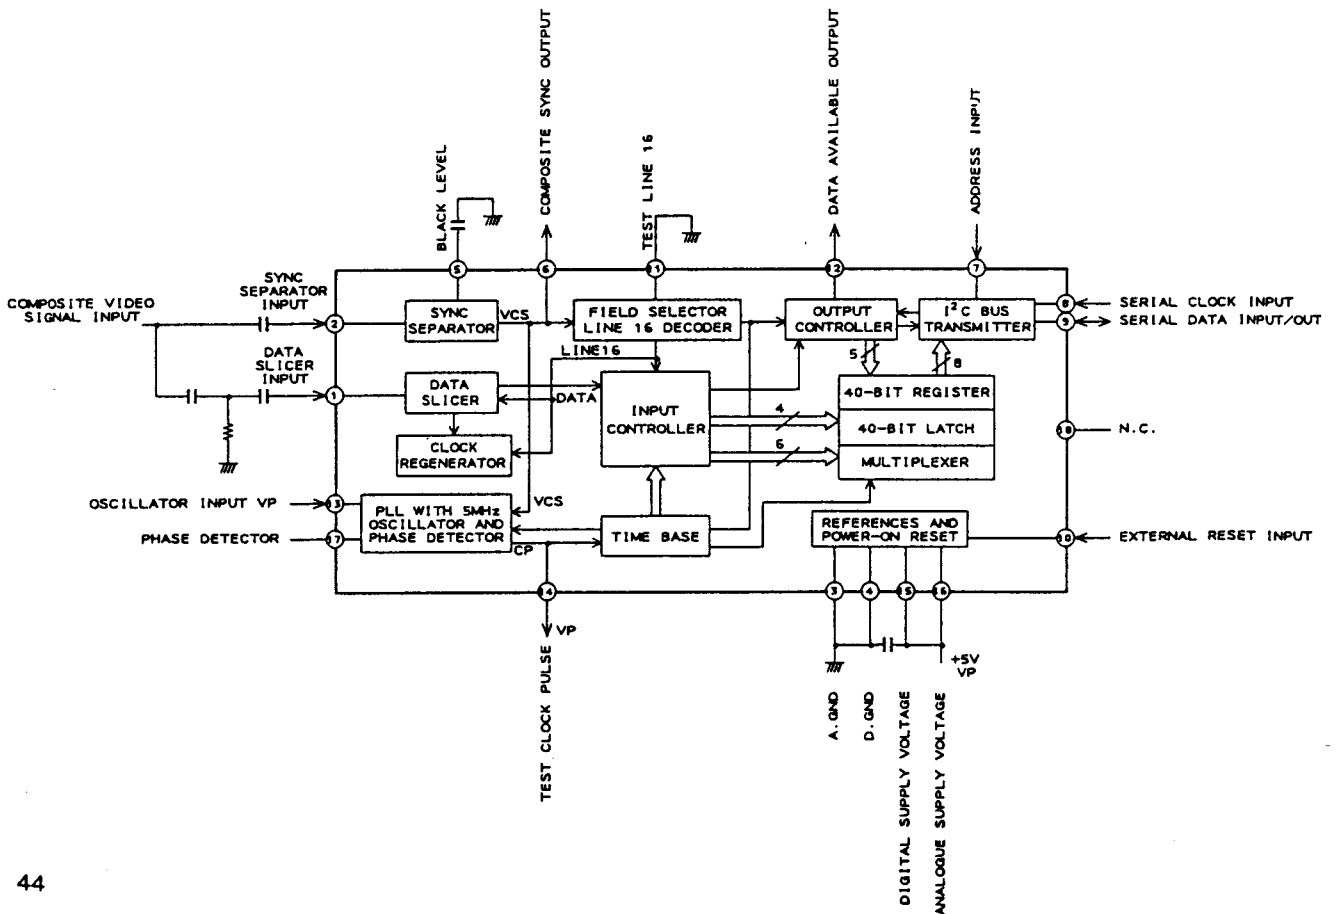 COMPOSITE SYNC OUTPUT
DATA AVAILABLE OUTPUT
BLACK LEVEL
TEST LINE 16
ADDRESS INPUT
5
6
11
12
7
COMPOSITE VIDEO
SIGNAL INPUT
SYNC
SEPARATOR
INPUT
2
SYNC
SEPARATOR
VCS
FIELD SELECTOR
LINE 16 DECODER
OUTPUT
CONTROLLER
I²C BUS
TRANSMITTER
8
SERIAL CLOCK INPUT
9
SERIAL DATA INPUT/OUT
LINE16
5
8
DATA
SLICER
INPUT
1
DATA
SLICER
DATA
INPUT
CONTROLLER
4
6
40-BIT REGISTER
40-BIT LATCH
MULTIPLEXER
18
N.C.
CLOCK
REGENERATOR
OSCILLATOR INPUT VP
13
PHASE DETECTOR
17
PLL WITH 5MHz
OSCILLATOR AND
PHASE DETECTOR
VCS
CP
TIME BASE
REFERENCES AND
POWER-ON RESET
10
EXTERNAL RESET INPUT
14
3
4
15
16
VP
+5V
VP
TEST CLOCK PULSE
A.GND
D.GND
DIGITAL SUPPLY VOLTAGE
ANALOGUE SUPPLY VOLTAGE
44